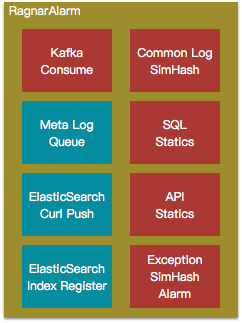 RagnarAlarm
Kafka
Consume
Common Log
SimHash
Meta Log
Queue
SQL
Statics
ElasticSearch
Curl Push
API
Statics
ElasticSearch
Index Register
Exception
SimHash
Alarm